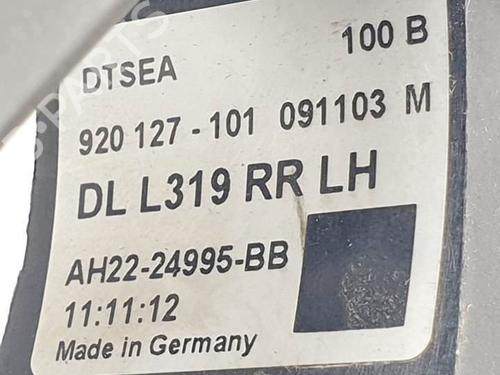 DTSEA 100 B
920 127 - 101 091103 M
DL L319 RR LH
AH22-24995-BB
11:11:12
Made in Germany